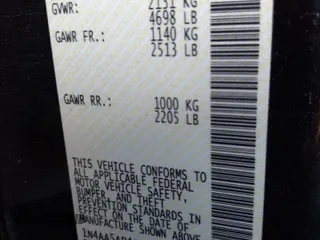 GVWR: 2131 KG
4698 LB
GAWR FR.: 1140 KG
2513 LB
GAWR RR.: 1000 KG
2205 LB
THIS VEHICLE CONFORMS TO
ALL APPLICABLE FEDERAL
MOTOR VEHICLE SAFETY,
BUMPER, AND THEFT
PREVENTION STANDARDS IN
EFFECT ON THE DATE OF
MANUFACTURE SHOWN ABOVE